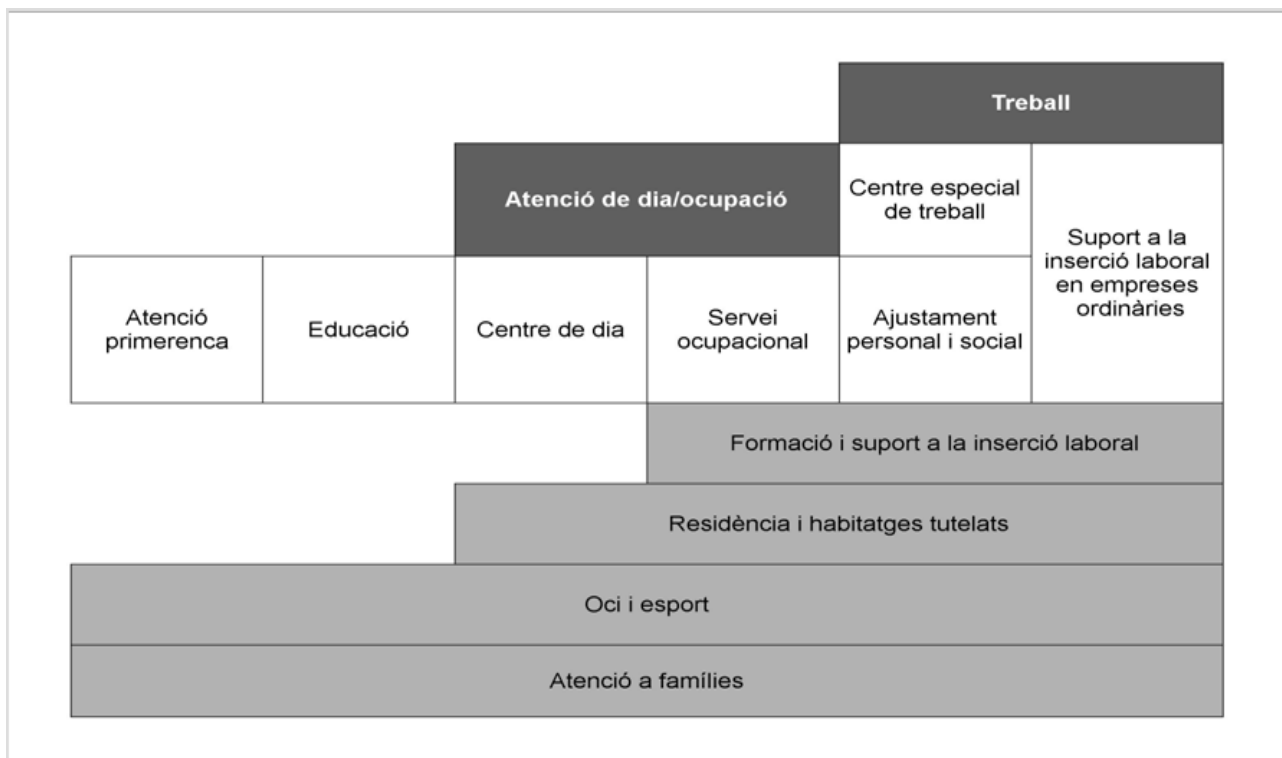 Treball
Atenció de dia/ocupació
Centre especial
de treball
Suport a la
inserció laboral
en empreses
ordinàries
Atenció
primerenca
Educació
Centre de dia
Servei
ocupacional
Ajustament
personal i social
Formació i suport a la inserció laboral
Residència i habitatges tutelats
Oci i esport
Atenció a famílies